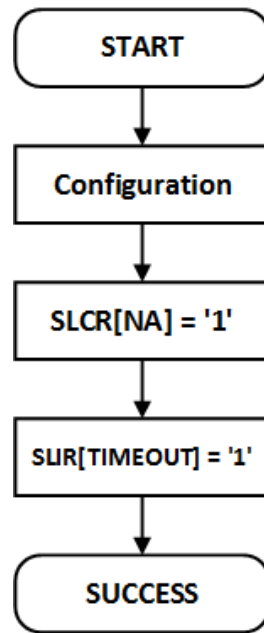 START
Configuration
SLCR[NA] = '1'
SLIR[TIMEOUT] = '1'
SUCCESS